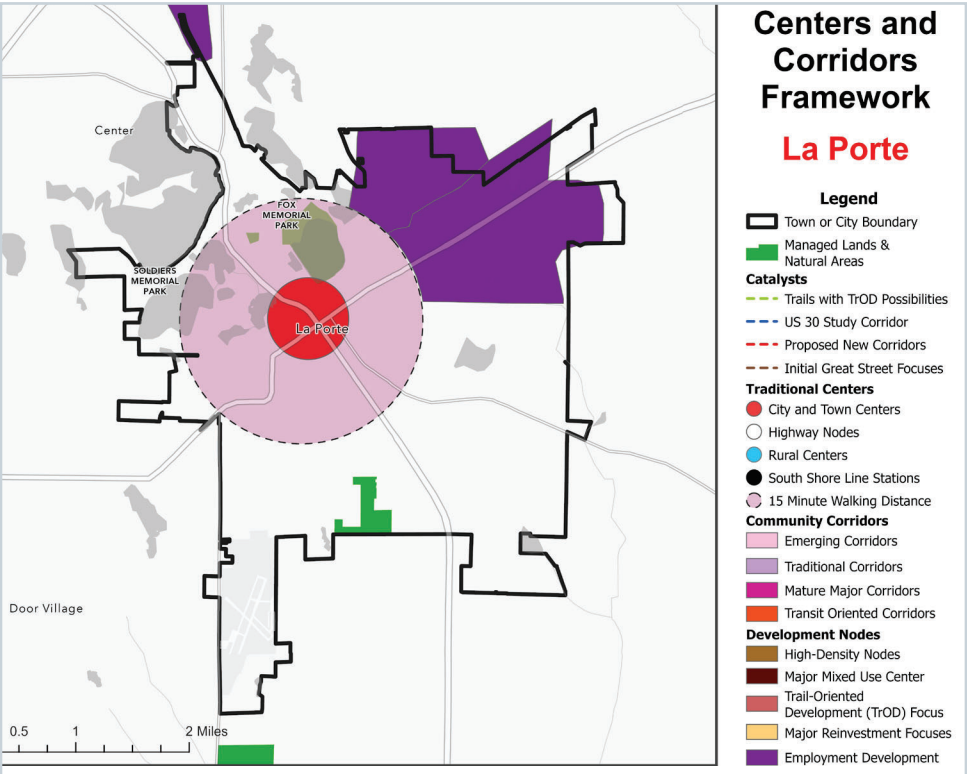 Centers and
Corridors
Framework
La Porte
Legend
Town or City Boundary
Managed Lands &
Natural Areas
Catalysts
Trails with TrOD Possibilities
US 30 Study Corridor
Proposed New Corridors
Initial Great Street Focuses
Traditional Centers
City and Town Centers
Highway Nodes
Rural Centers
South Shore Line Stations
15 Minute Walking Distance
Community Corridors
Emerging Corridors
Traditional Corridors
Mature Major Corridors
Transit Oriented Corridors
Development Nodes
High-Density Nodes
Major Mixed Use Center
Trail-Oriented
Development (TrOD) Focus
Major Reinvestment Focuses
Employment Development
Center
FOX
MEMORIAL
PARK
SOLDIERS
MEMORIAL
PARK
La Porte
Door Village
0.5 1 2 Miles